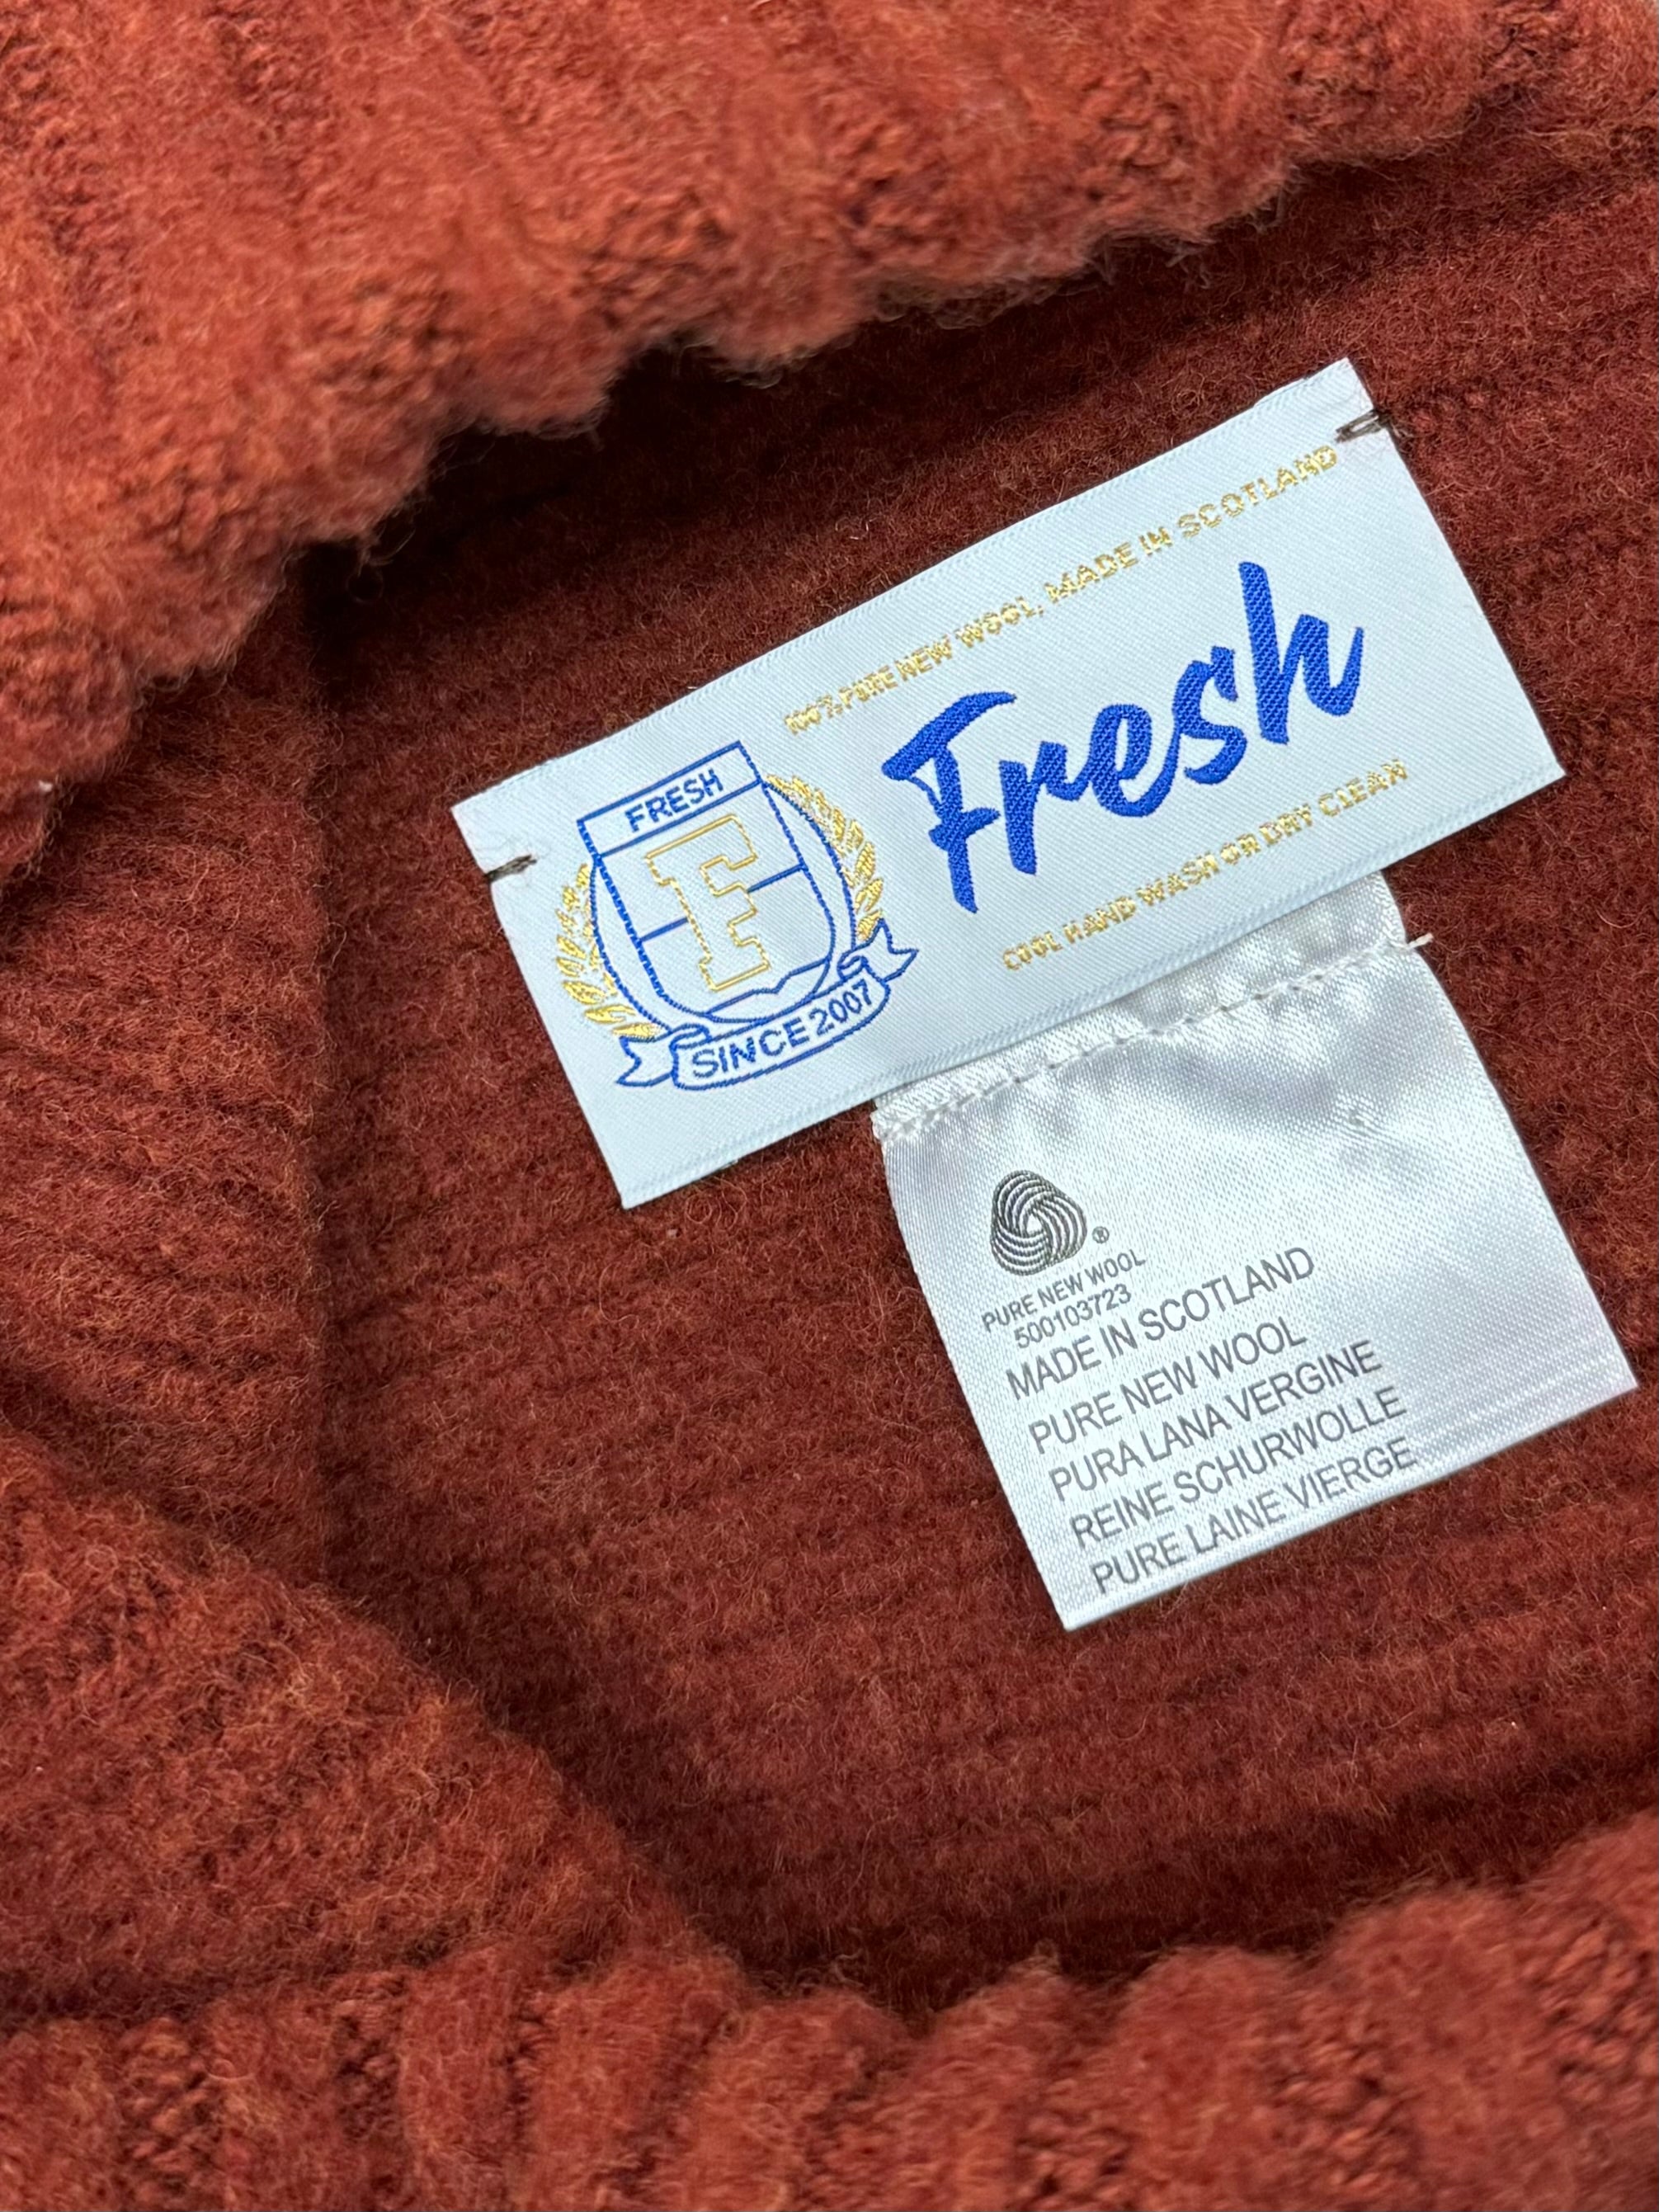 100% PURE NEW WOOL, MADE IN SCOTLAND
Fresh
COOL HAND WASH OR DRY CLEAN
FRESH
F
SINCE 2007
®
PURE NEW WOOL
500103723
MADE IN SCOTLAND
PURE NEW WOOL
PURA LANA VERGINE
REINE SCHURWOLLE
PURE LAINE VIERGE